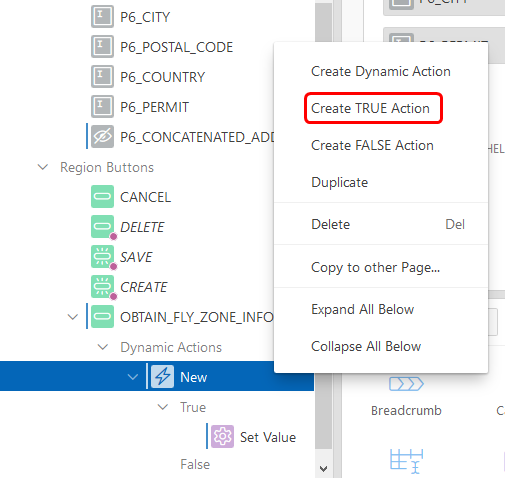 P6_CITY
P6_POSTAL_CODE
P6_COUNTRY
P6_PERMIT
P6_CONCATENATED_ADD
Region Buttons
CANCEL
DELETE
SAVE
CREATE
OBTAIN_FLY_ZONE_INFO
Dynamic Actions
New
True
Set Value
False
Create Dynamic Action
Create TRUE Action
Create FALSE Action
Duplicate
Delete Del
Copy to other Page...
Expand All Below
Collapse All Below
P6_CITY
HEL
Breadcrumb